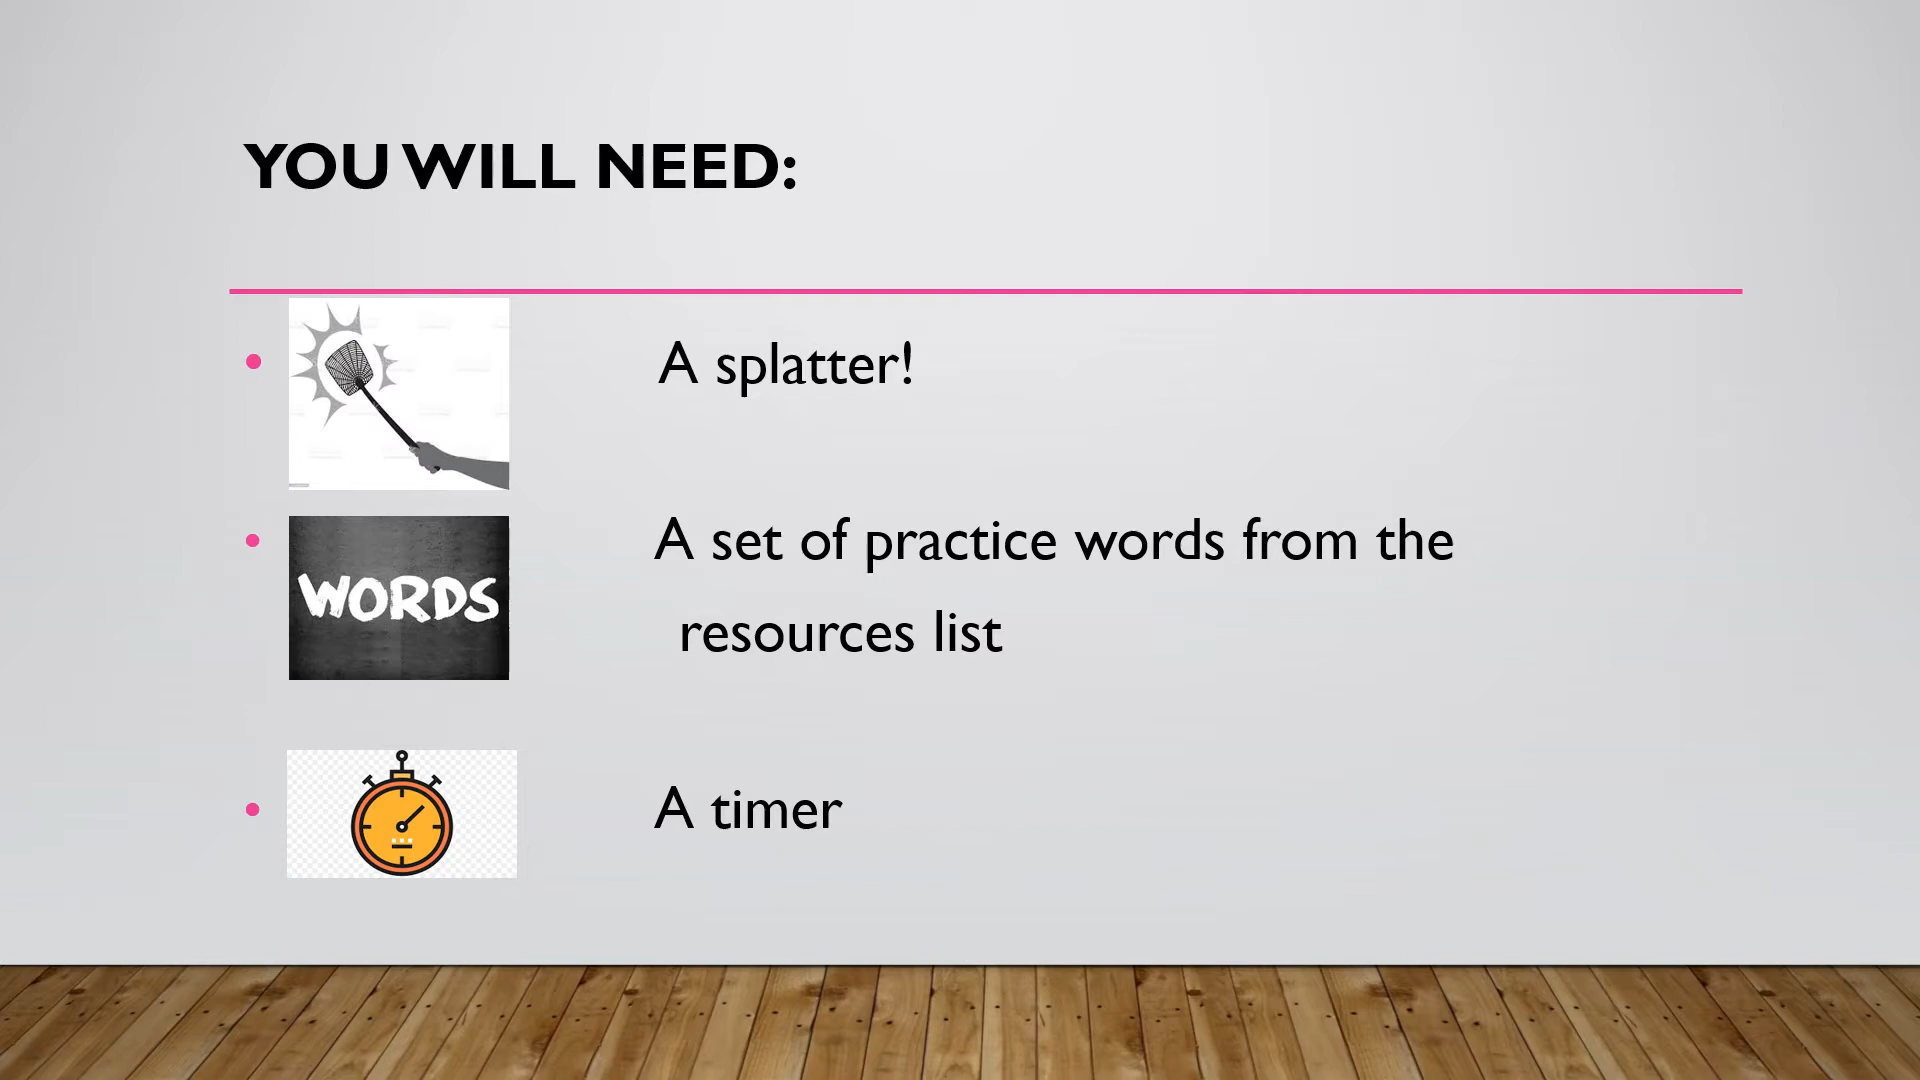 YOU WILL NEED:
A splatter!
WORDS
A set of practice words from the
resources list
A timer